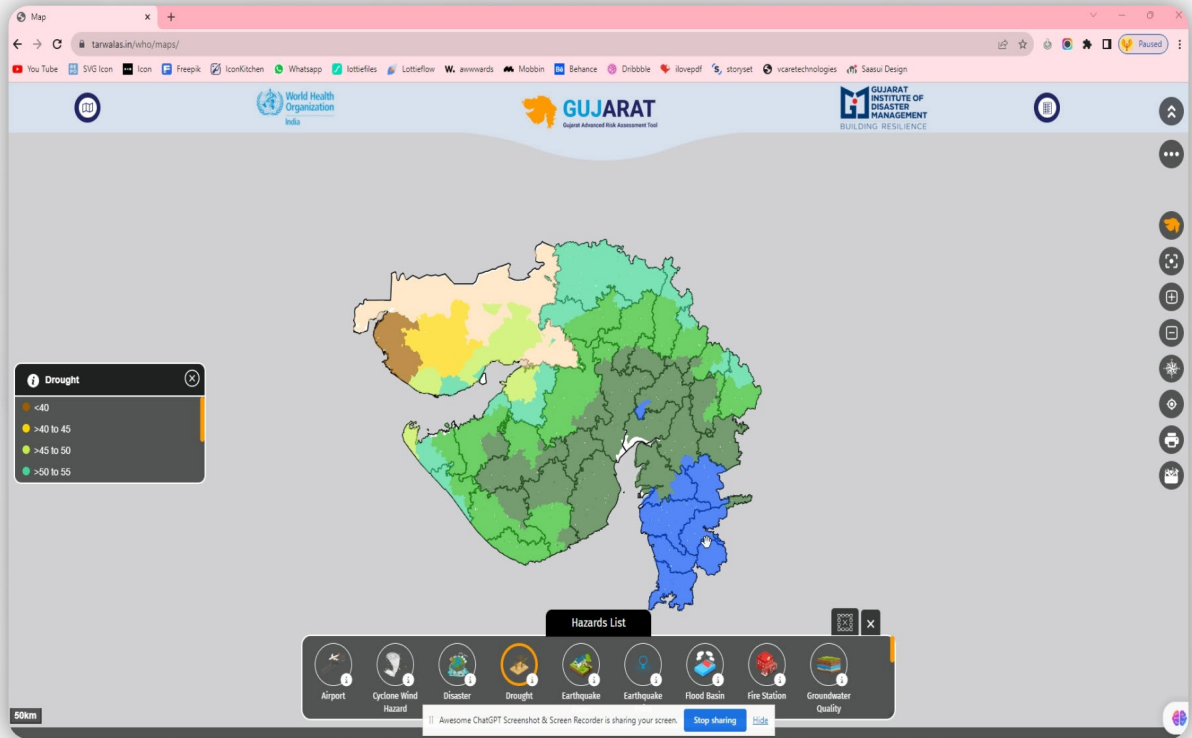 Map
tarwalas.in/who/maps/
Paused
You Tube
SVG Icon
Icon
Freepik
IconKitchen
Whatsapp
lottiefiles
Lottieflow
W. awwwards
Mobbin
Behance
Dribbble
ilovepdf
storyset
vcaretechnologies
Saasui Design
World Health
Organization
India
GUJARAT
Gujarat Advanced Risk Assessment Tool
GUJARAT
INSTITUTE OF
DISASTER
MANAGEMENT
BUILDING RESILIENCE
Drought
<40
>40 to 45
>45 to 50
>50 to 55
Hazards List
Airport
Cyclone Wind
Hazard
Disaster
Drought
Earthquake
Earthquake
Flood Basin
Fire Station
Groundwater
Quality
50km
Awesome ChatGPT Screenshot & Screen Recorder is sharing your screen.
Stop sharing
Hide